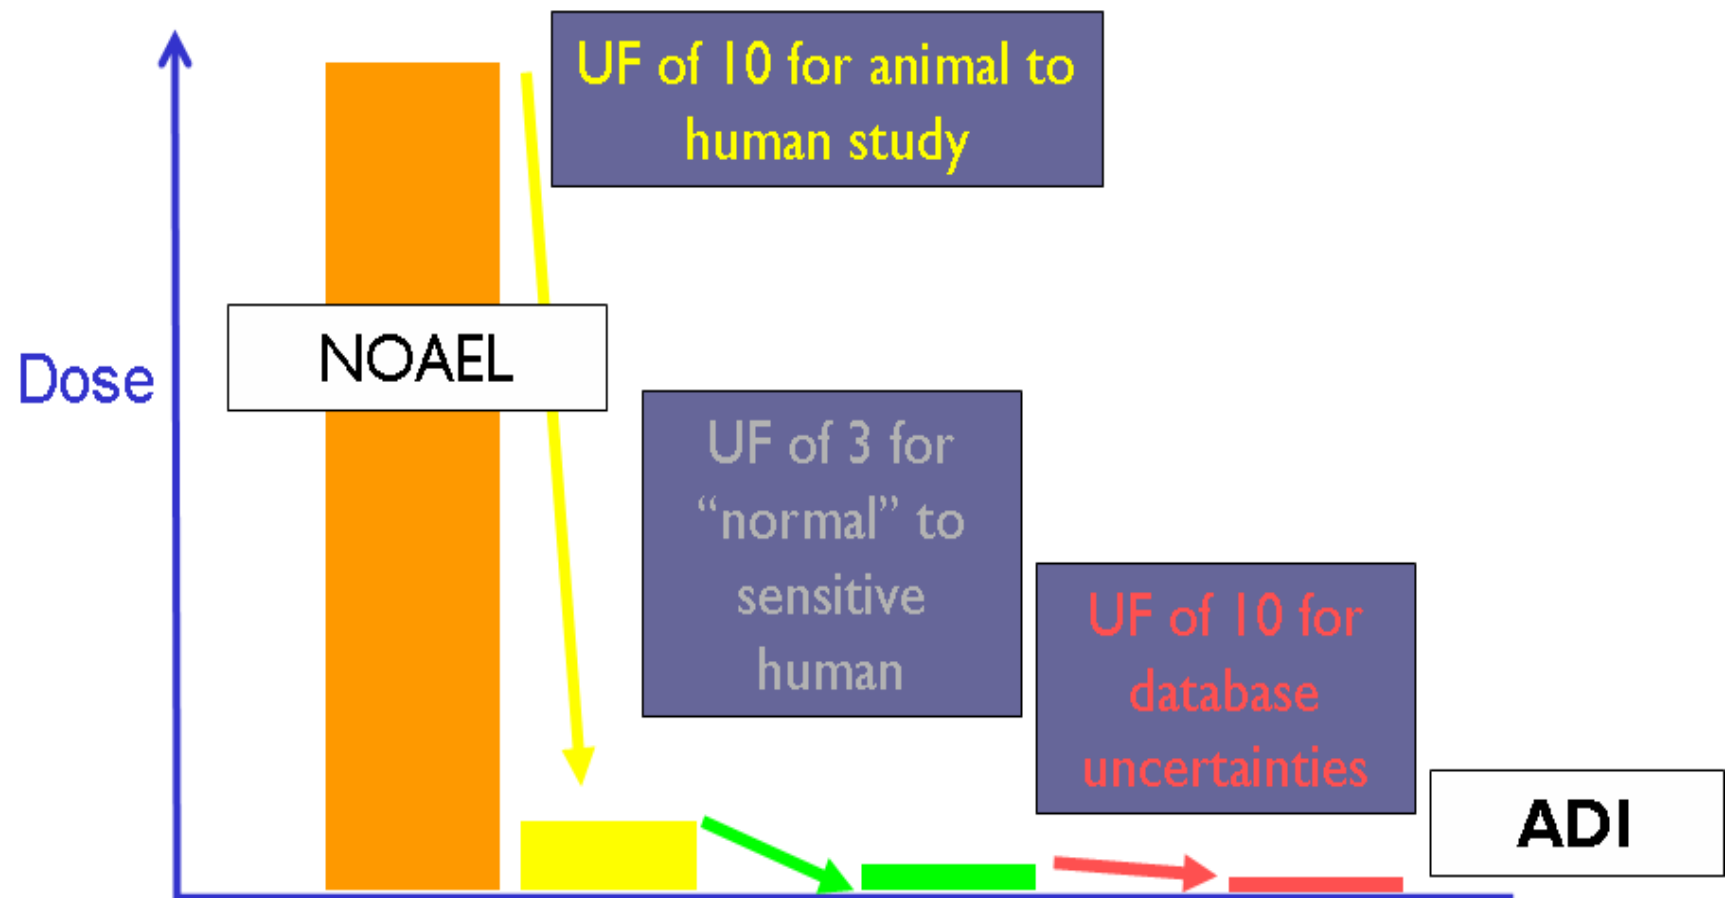 UF of 10 for animal to
human study
NOAEL
Dose
UF of 3 for
“normal” to
sensitive
human
UF of 10 for
database
uncertainties
ADI